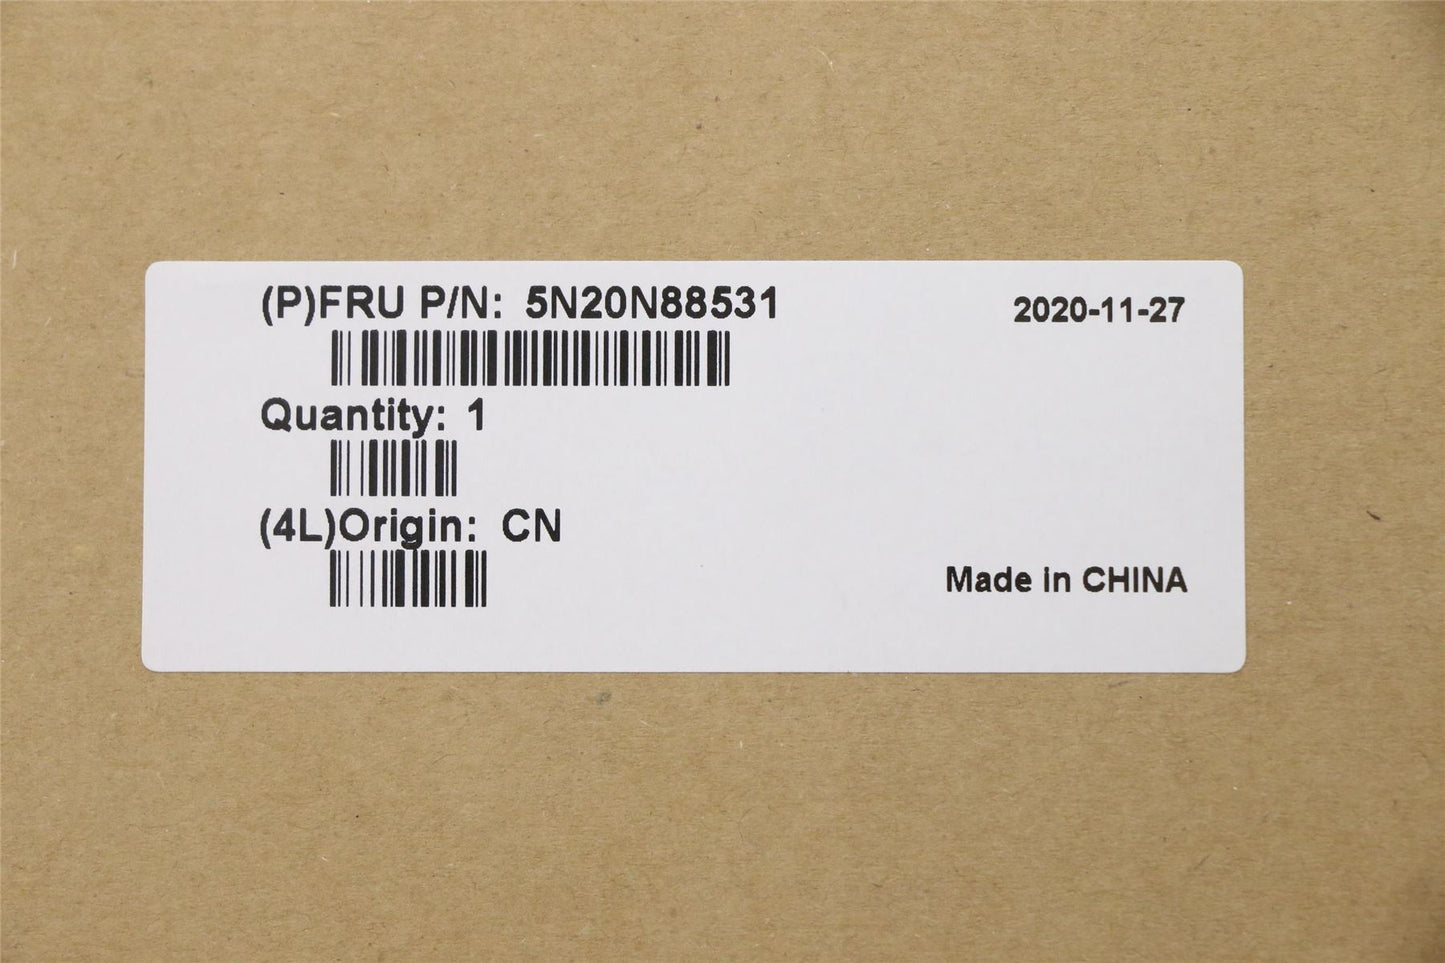 (P)FRU P/N: 5N20N88531
2020-11-27
Quantity: 1
(4L)Origin: CN
Made in CHINA